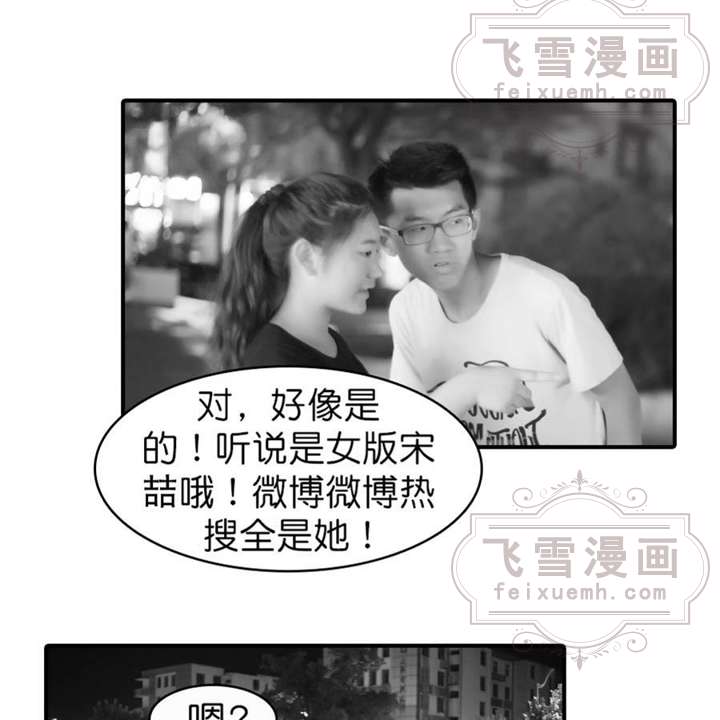 飞雪漫画
feixuemh.com
对，好像是
的！听说是女版宋
喆哦！微博微博热
搜全是她！
飞雪漫画
feixuemh.com
嗯？